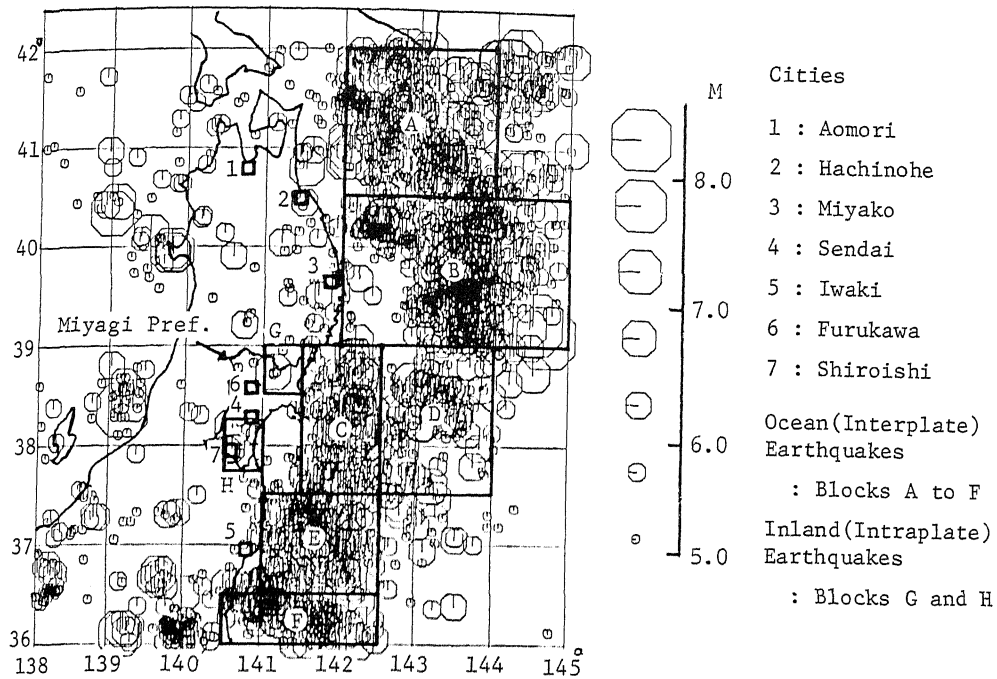 42°
41
40
39
38
37
36
138
139
140
141
142
143
144
145°
1
2
3
Miyagi Pref.
G
6
4
7
H
5
A
B
C
D
E
F
M
8.0
7.0
6.0
5.0
Cities
1 : Aomori
2 : Hachinohe
3 : Miyako
4 : Sendai
5 : Iwaki
6 : Furukawa
7 : Shiroishi
Ocean(Interplate)
Earthquakes
: Blocks A to F
Inland(Intraplate)
Earthquakes
: Blocks G and H